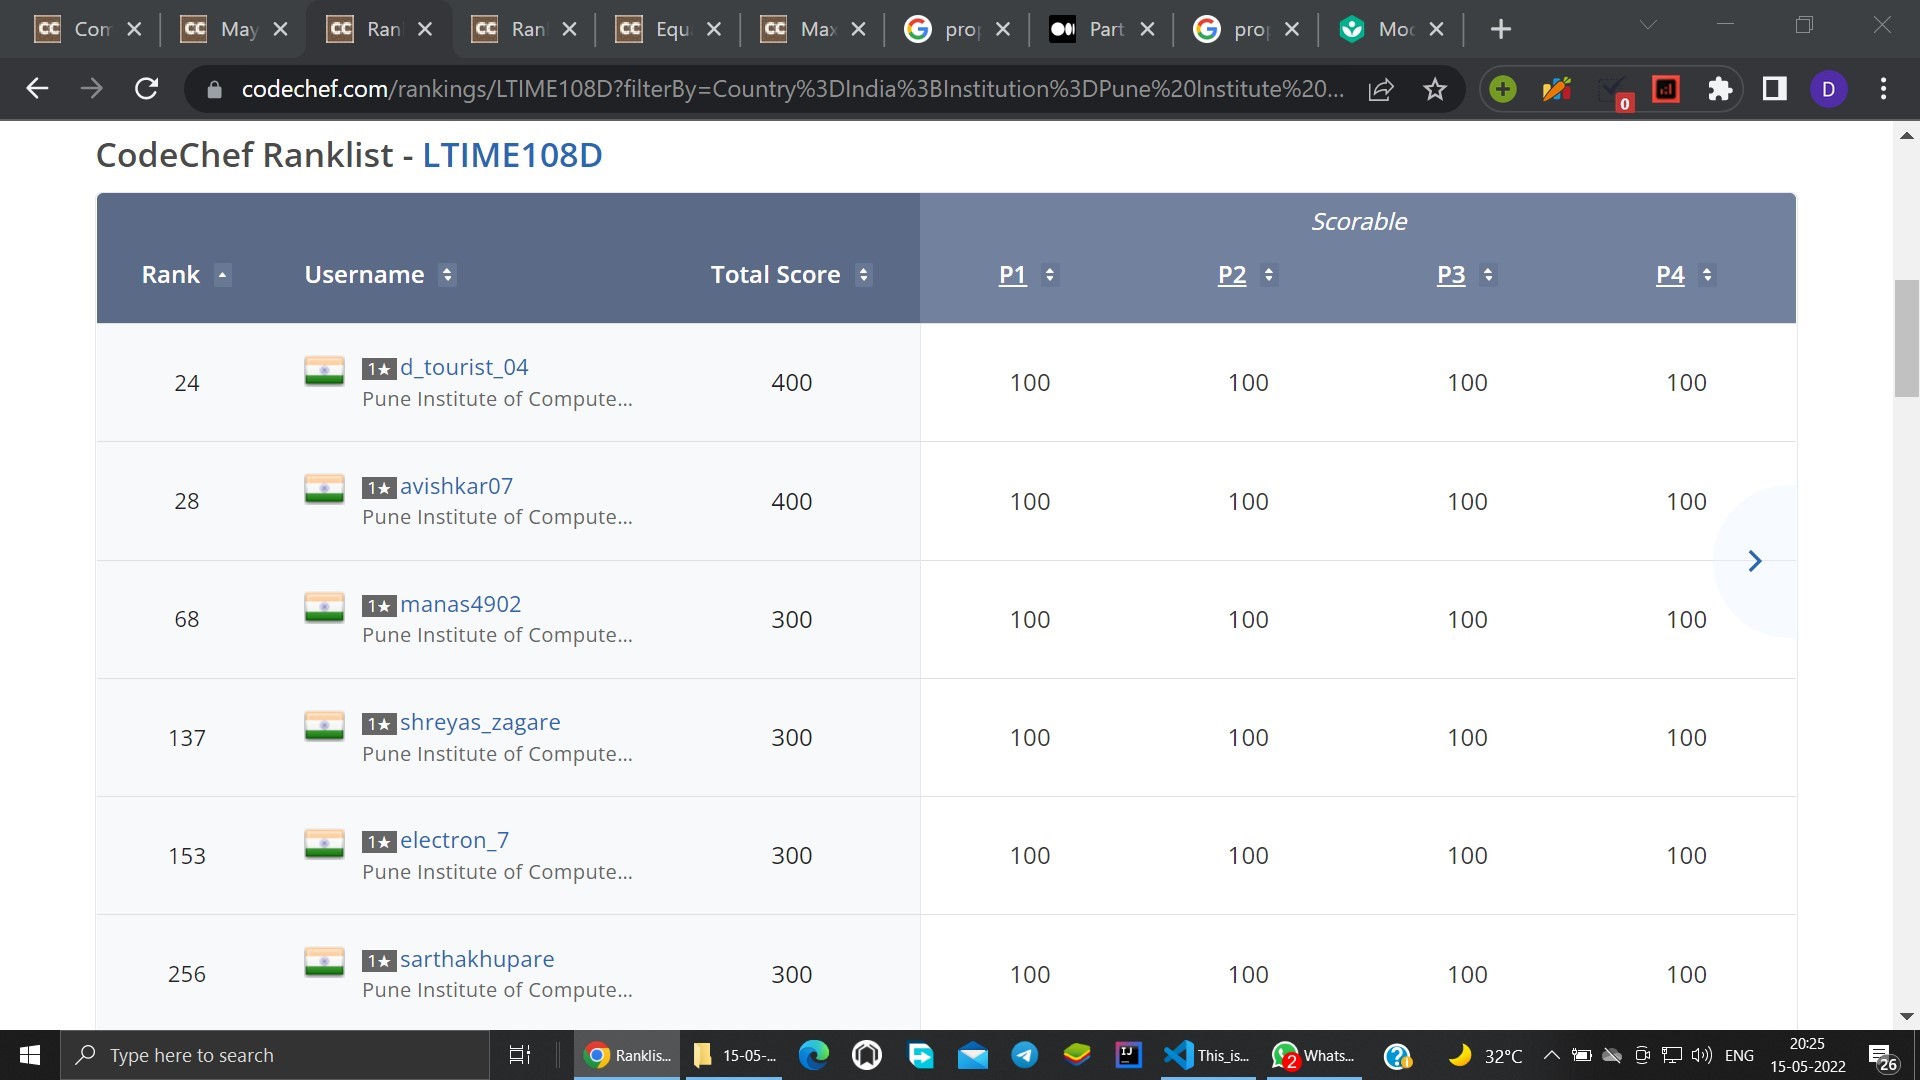 Com
May
Ran
Ran
Equ
Max
pro
Part
pro
Moc
codechef.com/rankings/LTIME108D?filterBy=Country%3DIndia%3BInstitution%3DPune%20Institute%20...
0
D
CodeChef Ranklist - LTIME108D
Scorable
Rank Username Total Score P1 P2 P3 P4
24 1★ d_tourist_04 400 100 100 100 100
Pune Institute of Compute...
28 1★ avishkar07 400 100 100 100 100
Pune Institute of Compute...
68 1★ manas4902 300 100 100 100 100
Pune Institute of Compute...
137 1★ shreyas_zagare 300 100 100 100 100
Pune Institute of Compute...
153 1★ electron_7 300 100 100 100 100
Pune Institute of Compute...
256 1★ sarthakhupare 300 100 100 100 100
Pune Institute of Compute...
Type here to search
Ranklis...
15-05-...
This_is...
2
Whats...
32°C
ENG
20:25
15-05-2022
26